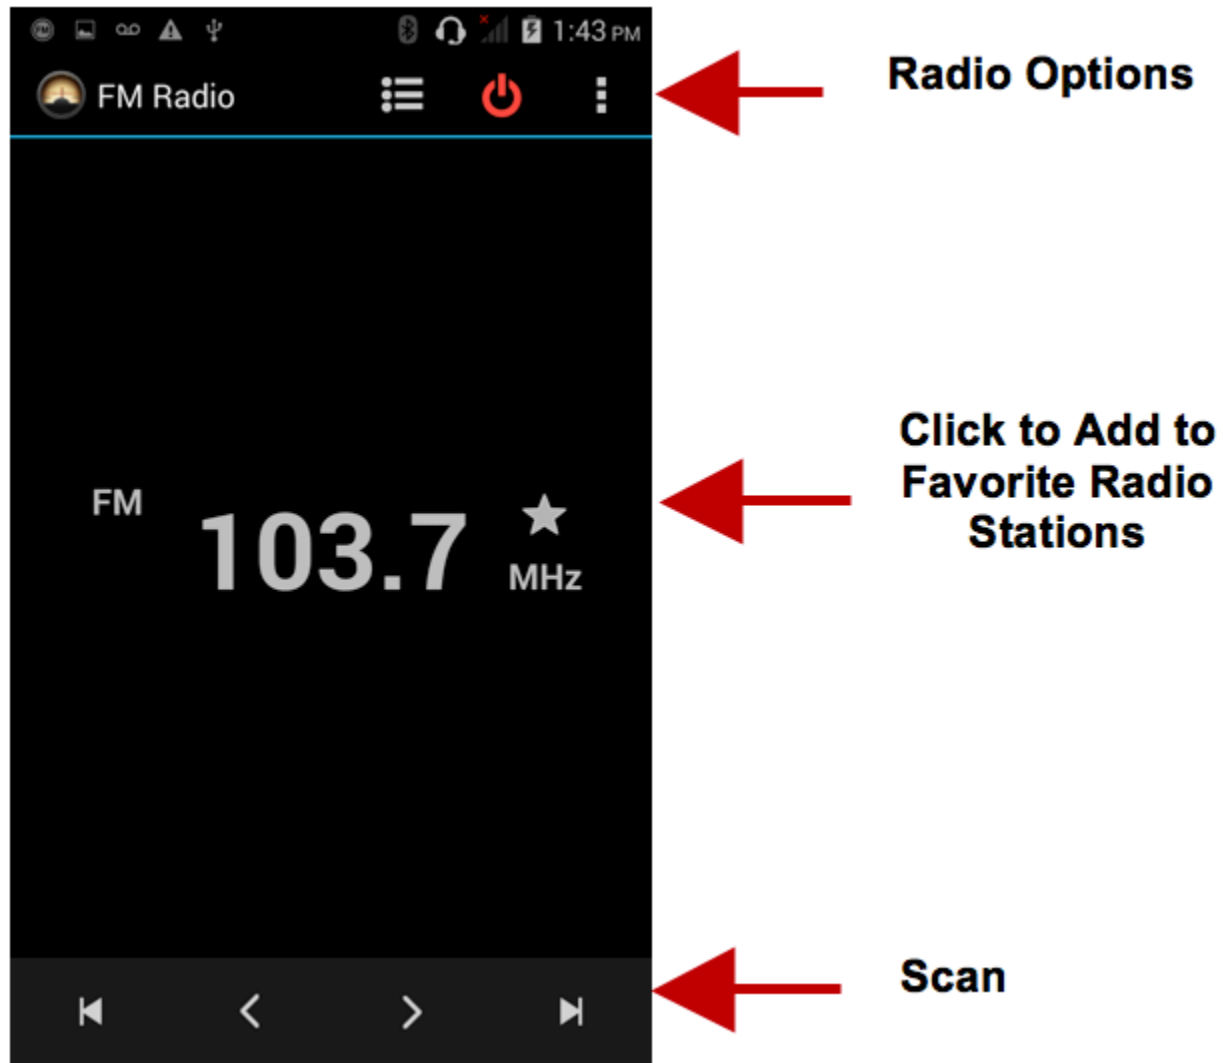 1:43 PM
FM Radio
Radio Options
Click to Add to
Favorite Radio
Stations
FM
103.7
MHz
Scan